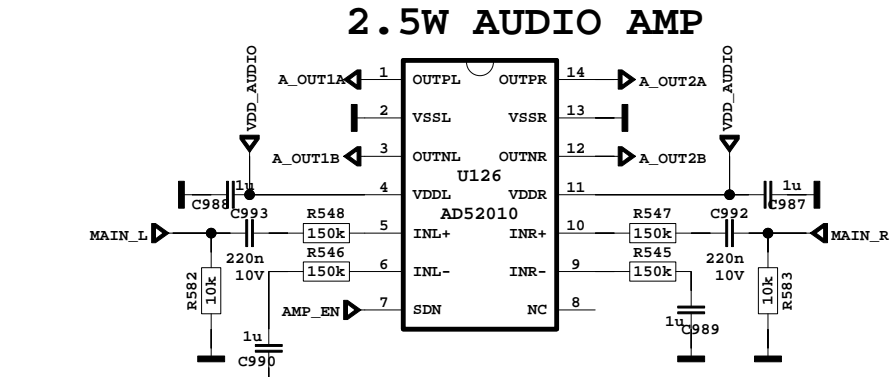 2.5W AUDIO AMP
VDD_AUDIO
VDD_AUDIO
A_OUT1A 1 OUTPL OUTPR 14 A_OUT2A
2 VSSL VSSR 13
A_OUT1B 3 OUTNL OUTNR 12 A_OUT2B
U126
1u 4 VDDL VDDR 11 1u
C988 C987
AD52010
C993 R548 R547 C992
MAIN_L 150k 5 INL+ INR+ 10 150k MAIN_R
220n R546 R545 220n
10V 150k 6 INL- INR- 9 150k 10V
R582 10k 10k R583
AMP_EN 7 SDN NC 8
1u C989
1u
C990